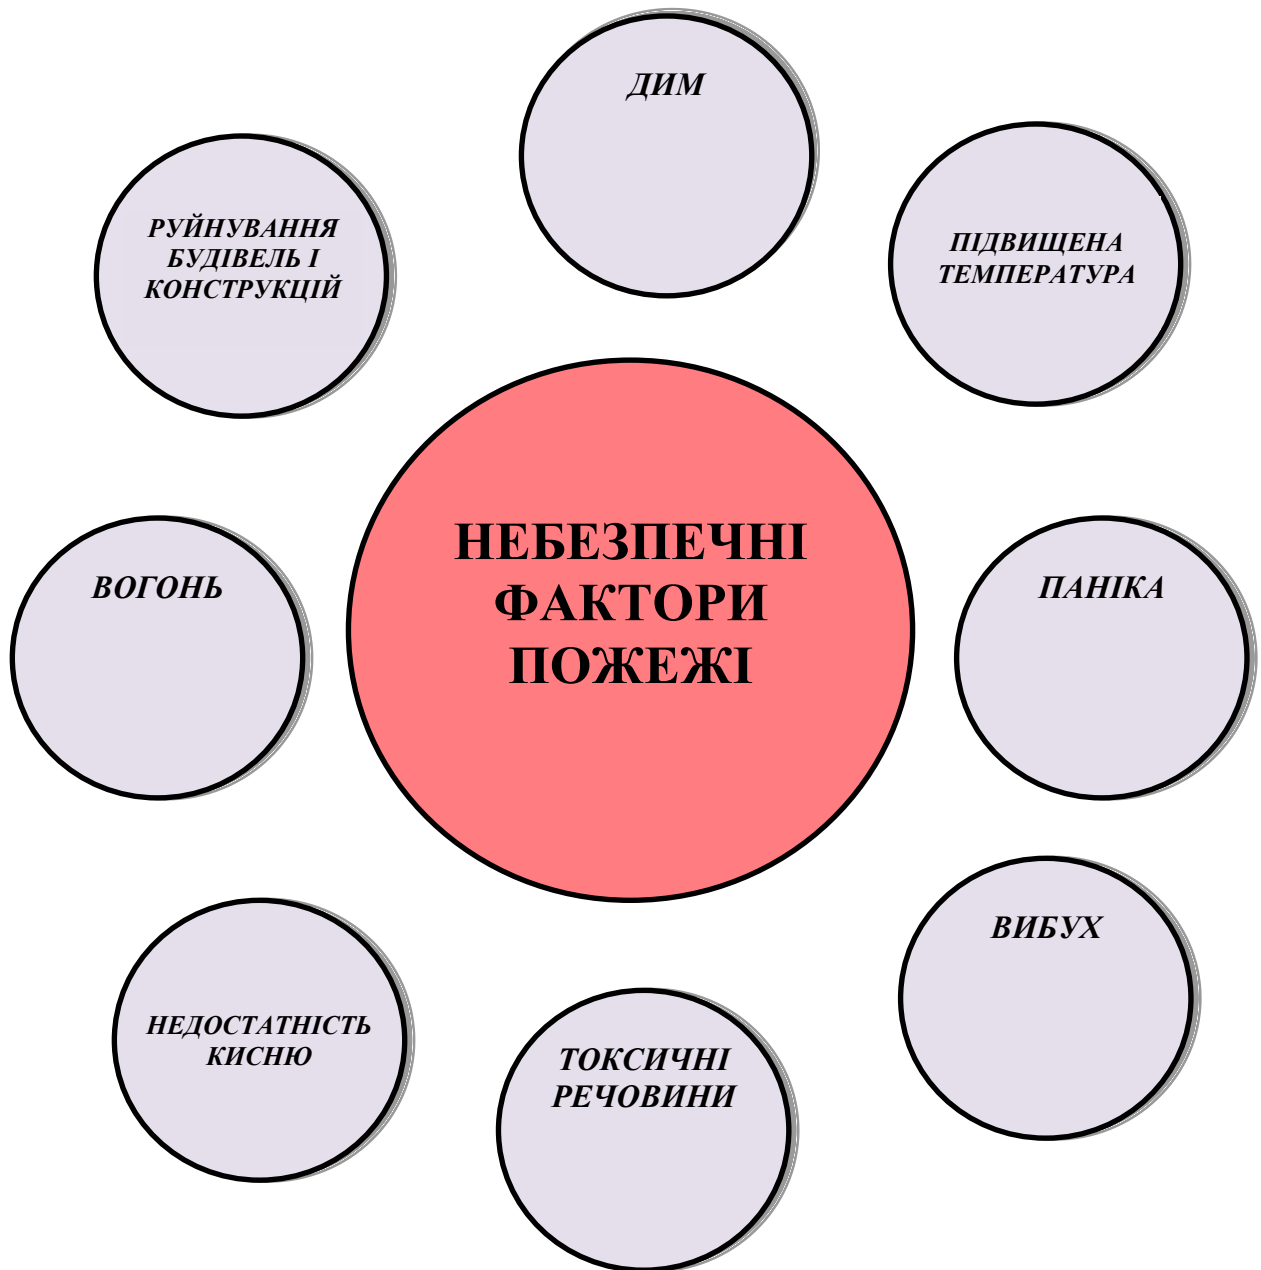 ДИМ
РУЙНУВАННЯ
БУДІВЕЛЬ І
КОНСТРУКЦІЙ
ПІДВИЩЕНА
ТЕМПЕРАТУРА
НЕБЕЗПЕЧНІ
ФАКТОРИ
ПОЖЕЖІ
ВОГОНЬ
ПАНІКА
ВИБУХ
НЕДОСТАТНІСТЬ
КИСНЮ
ТОКСИЧНІ
РЕЧОВИНИ